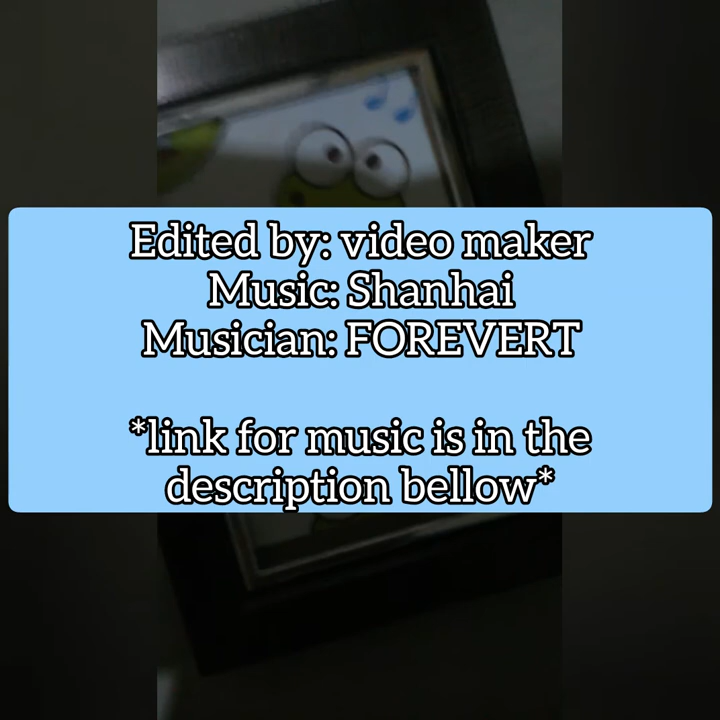 Edited by: video maker
Music: Shanhai
Musician: FOREVERT
*link for music is in the
description bellow*